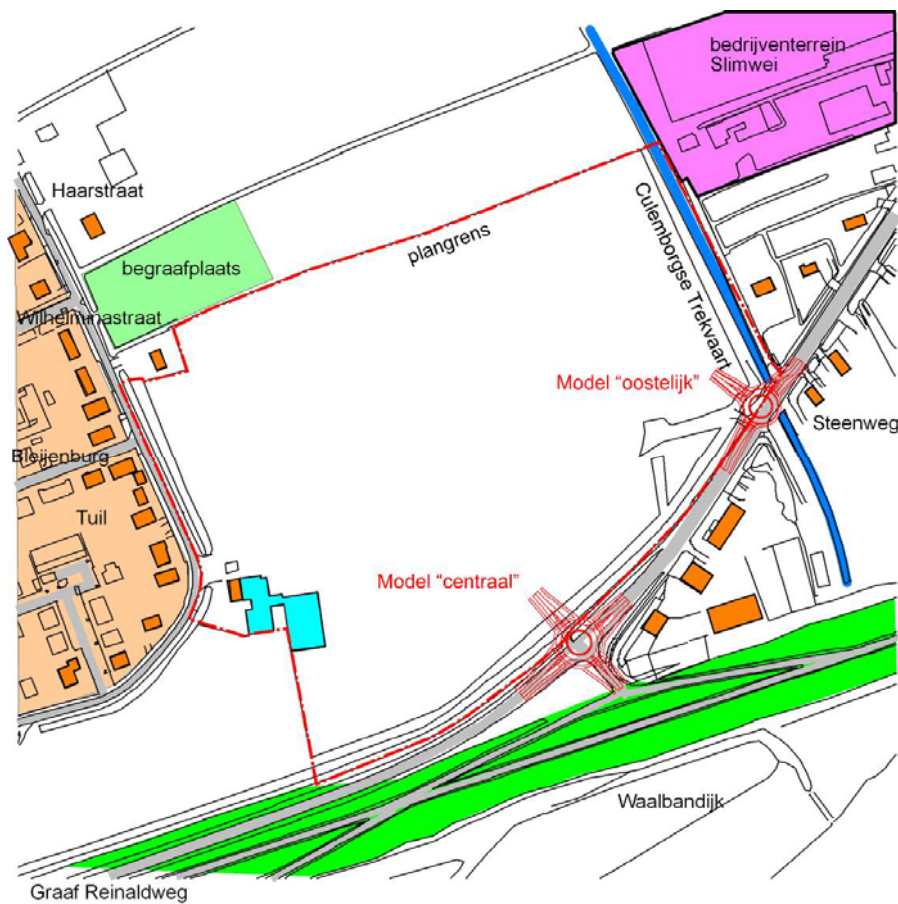 bedrijventerrein
Slimwei
Haarstraat
begraafplaats
plangrens
Culemborgse Trekvaart
Wilhelminastraat
Model "oostelijk"
Steenweg
Bleijenburg
Tuil
Model "centraal"
Waalbandijk
Graaf Reinaldweg